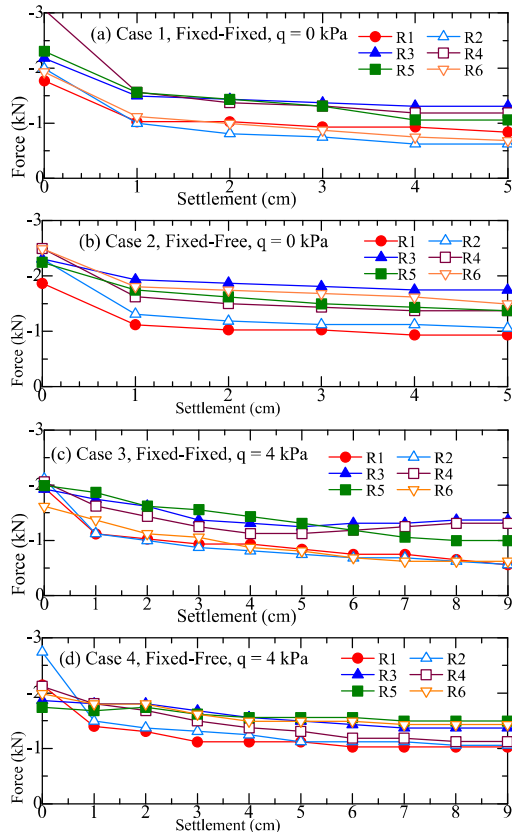 -3
(a) Case 1, Fixed-Fixed, q = 0 kPa
R1 R2
R3 R4
R5 R6
-2
-1
0
Force (kN)
0 1 2 3 4 5
Settlement (cm)
-3
(b) Case 2, Fixed-Free, q = 0 kPa
R1 R2
R3 R4
R5 R6
-2
-1
0
Force (kN)
0 1 2 3 4 5
Settlement (cm)
-3
(c) Case 3, Fixed-Fixed, q = 4 kPa
R1 R2
R3 R4
R5 R6
-2
-1
0
Force (kN)
0 1 2 3 4 5 6 7 8 9
Settlement (cm)
-3
(d) Case 4, Fixed-Free, q = 4 kPa
R1 R2
R3 R4
R5 R6
-2
-1
0
Force (kN)
0 1 2 3 4 5 6 7 8 9
Settlement (cm)